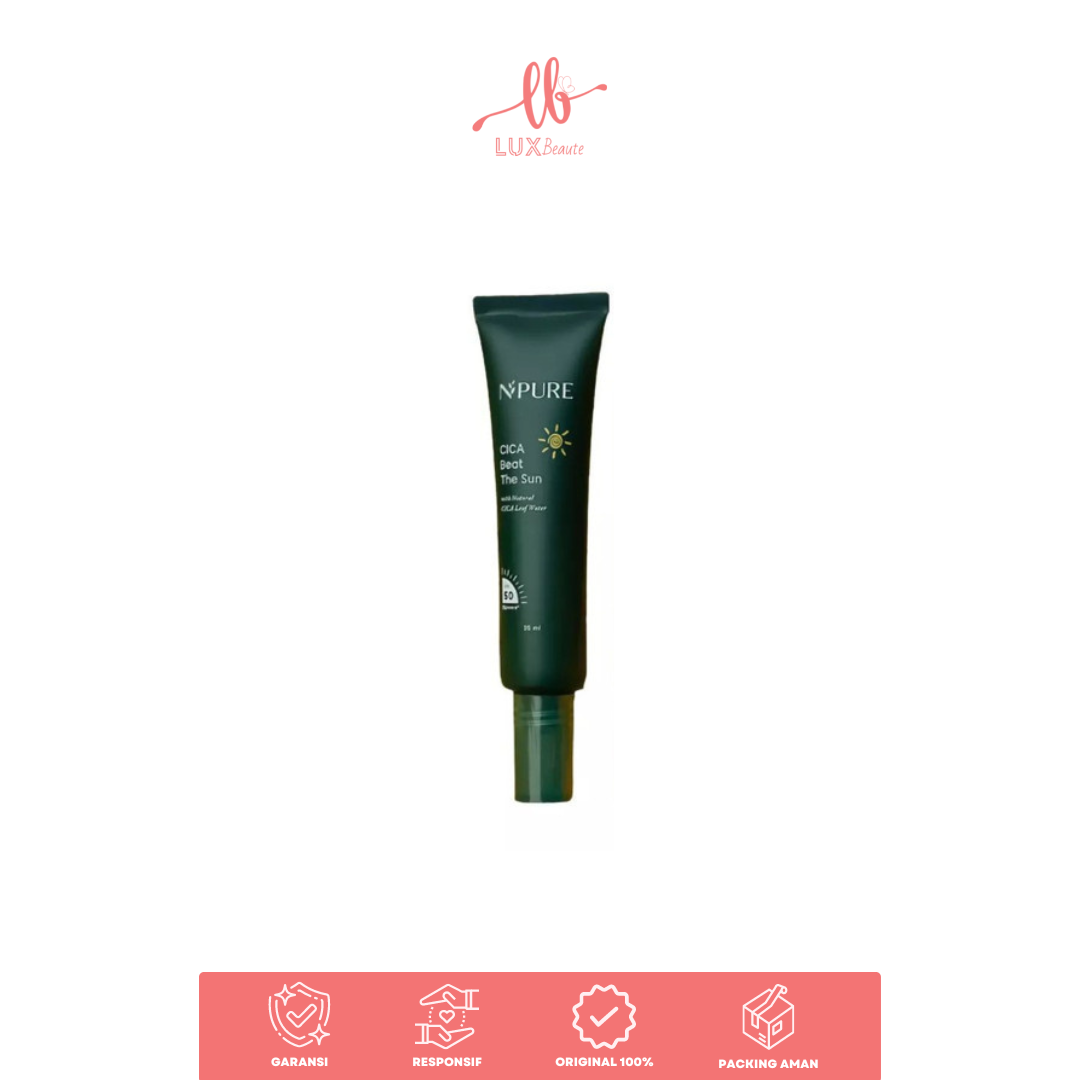 lb
LUX Beaute
NPURE
CICA
Beat
The Sun
with Natural
CICA Leaf Water
50
GARANSI
RESPONSIF
ORIGINAL 100%
PACKING AMAN